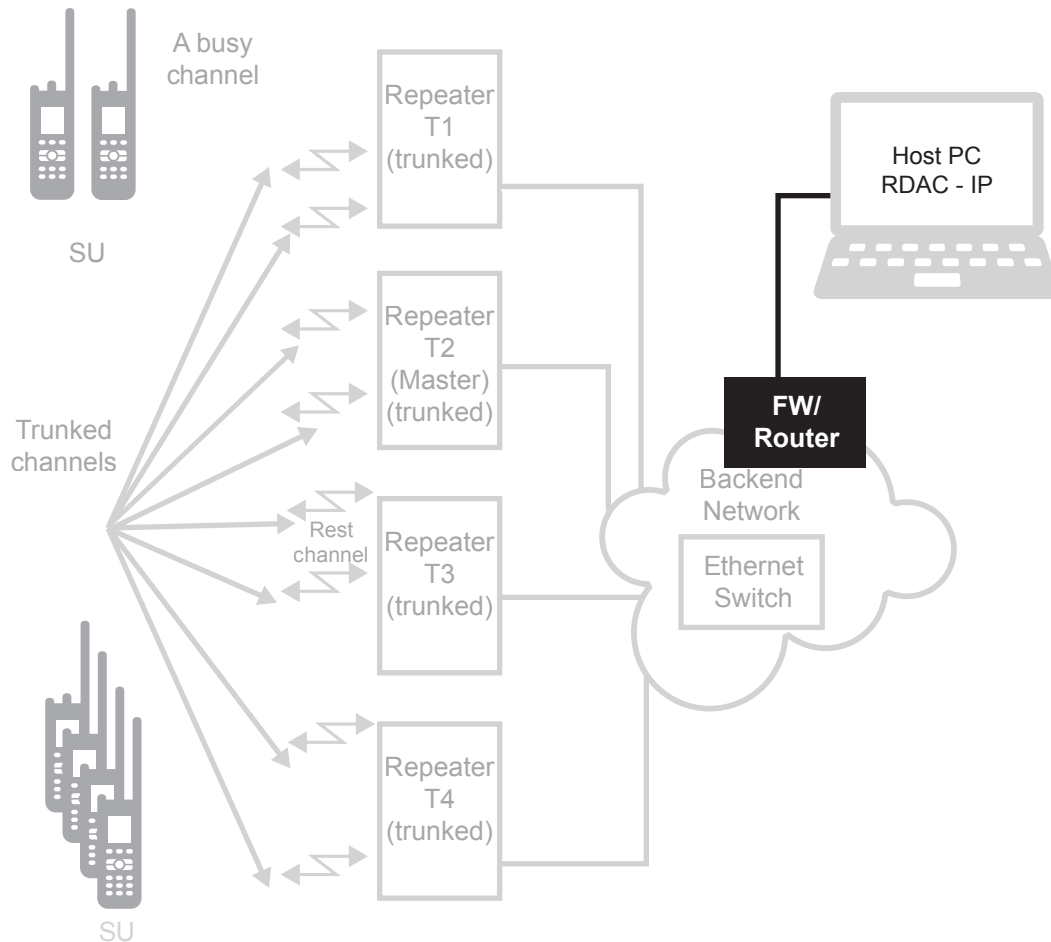 A busy
channel
SU
Repeater
T1
(trunked)
Host PC
RDAC - IP
Repeater
T2
(Master)
(trunked)
FW/
Router
Trunked
channels
Backend
Network
Ethernet
Switch
Rest
channel
Repeater
T3
(trunked)
Repeater
T4
(trunked)
SU